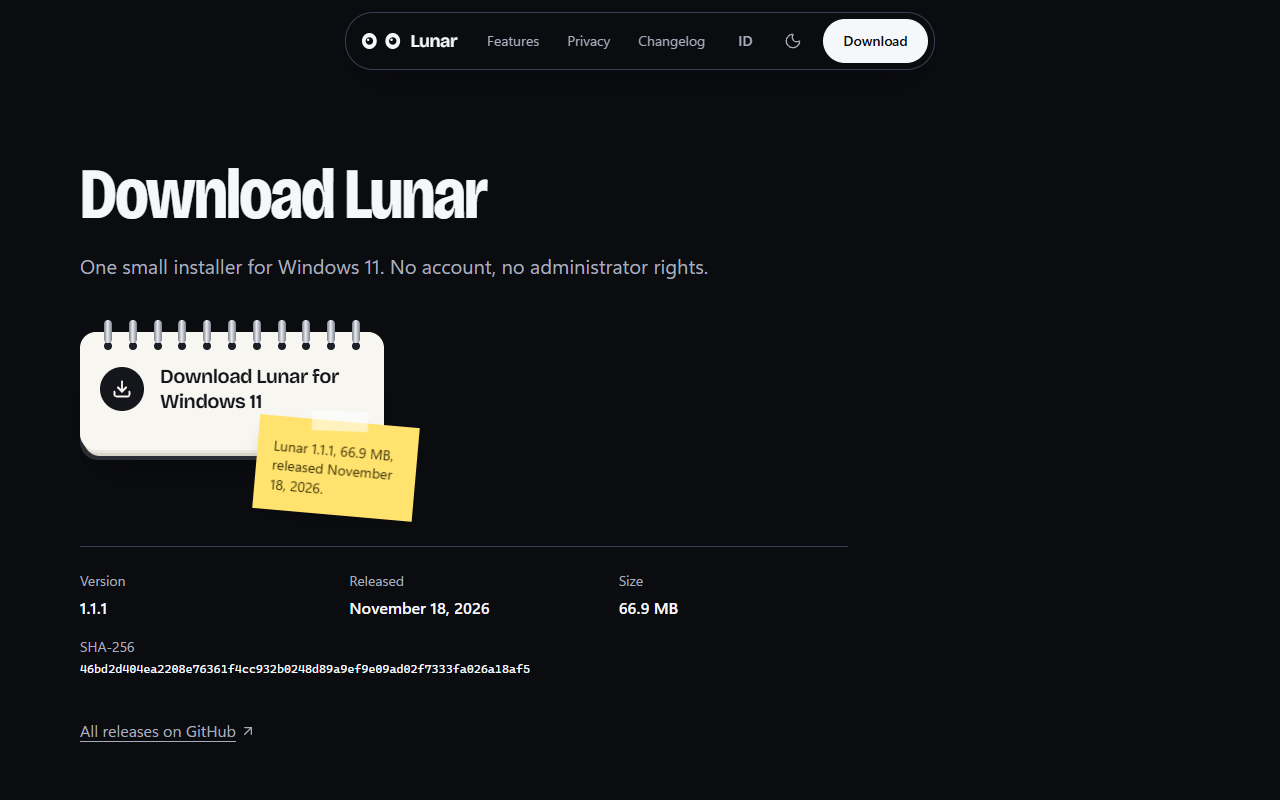 Lunar Features Privacy Changelog ID Download
Download Lunar
One small installer for Windows 11. No account, no administrator rights.
Download Lunar for
Windows 11
Lunar 1.1.1, 66.9 MB,
released November
18, 2026.
Version Released Size
1.1.1 November 18, 2026 66.9 MB
SHA-256
46bd2d404ea2208e76361f4cc932b0248d89a9ef9e09ad02f7333fa026a18af5
All releases on GitHub